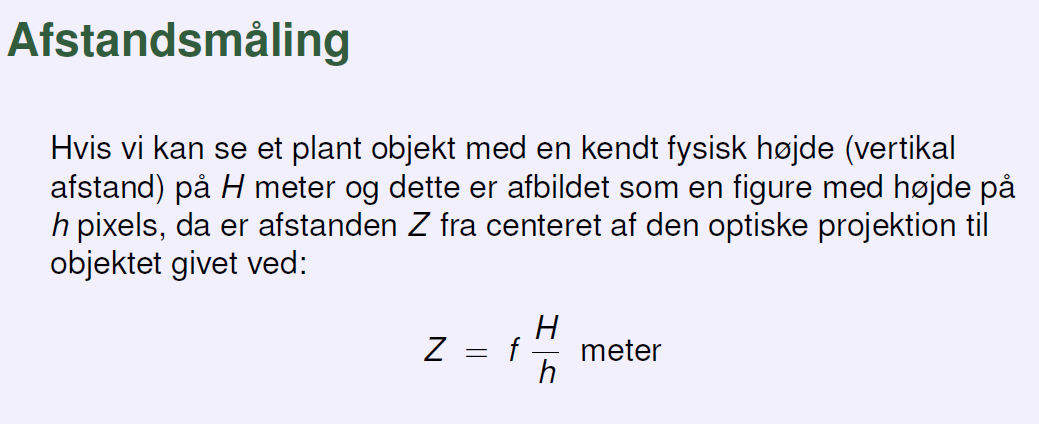 Afstandsmåling
Hvis vi kan se et plant objekt med en kendt fysisk højde (vertikal
afstand) på H meter og dette er afbildet som en figure med højde på
h pixels, da er afstanden Z fra centeret af den optiske projektion til
objektet givet ved:
Z = f H/h meter